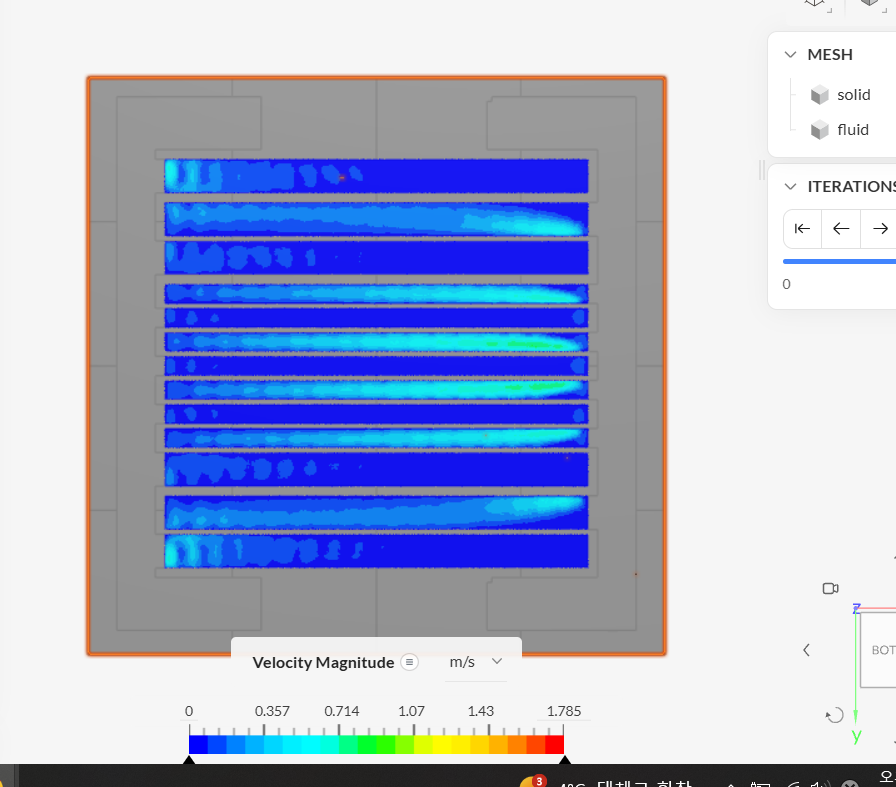 MESH
solid
fluid
ITERATIONS
0
Velocity Magnitude
m/s
0 0.357 0.714 1.07 1.43 1.785
Z
BOT
y
3